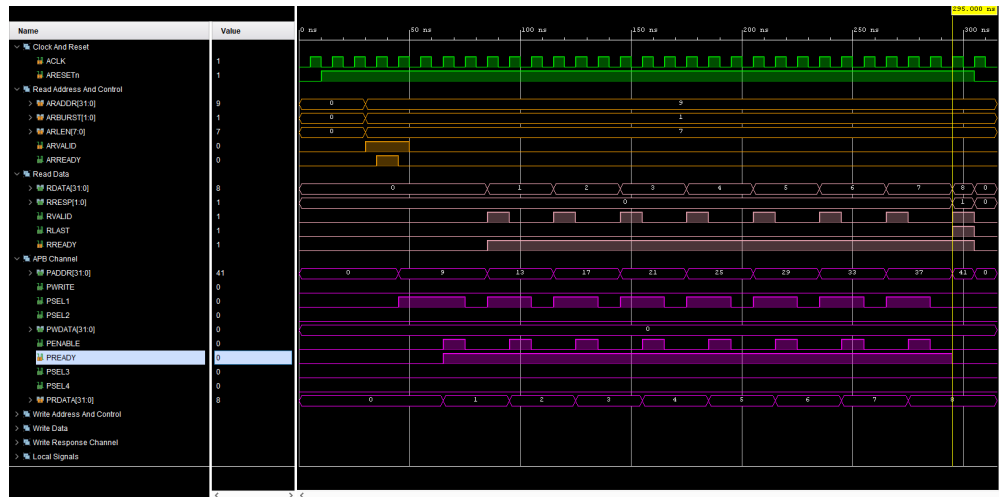 295.000 ns
Name Value 0 ns 50 ns 100 ns 150 ns 200 ns 250 ns 300 ns
Clock And Reset
ACLK 1
ARESETn 1
Read Address And Control
ARADDR[31:0] 9 0 9
ARBURST[1:0] 1 0 1
ARLEN[7:0] 7 0 7
ARVALID 0
ARREADY 0
Read Data
RDATA[31:0] 8 0 1 2 3 4 5 6 7 8 0
RRESP[1:0] 1 0 1 0
RVALID 1
RLAST 1
RREADY 1
APB Channel
PADDR[31:0] 41 0 9 13 17 21 25 29 33 37 41 0
PWRITE 0
PSEL1 0
PSEL2 0
PWDATA[31:0] 0 0
PENABLE 0
PREADY 0
PSEL3 0
PSEL4 0
PRDATA[31:0] 8 0 1 2 3 4 5 6 7 8
Write Address And Control
Write Data
Write Response Channel
Local Signals